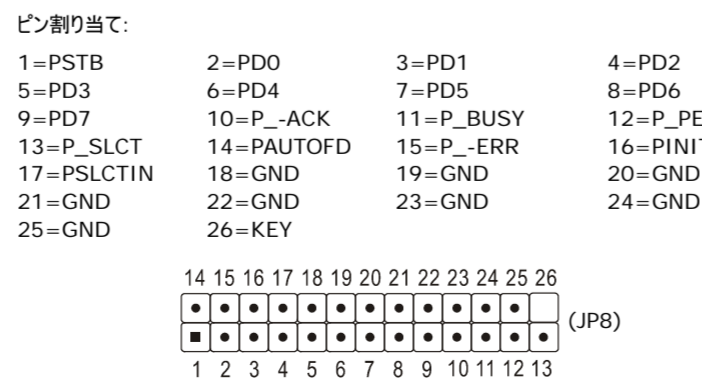 ピン割り当て:
1=PSTB 2=PD0 3=PD1 4=PD2
5=PD3 6=PD4 7=PD5 8=PD6
9=PD7 10=P_-ACK 11=P_BUSY 12=P_PE
13=P_SLCT 14=PAUTOFD 15=P_-ERR 16=PINIT
17=PSLCTIN 18=GND 19=GND 20=GND
21=GND 22=GND 23=GND 24=GND
25=GND 26=KEY
14 15 16 17 18 19 20 21 22 23 24 25 26
(JP8)
1 2 3 4 5 6 7 8 9 10 11 12 13